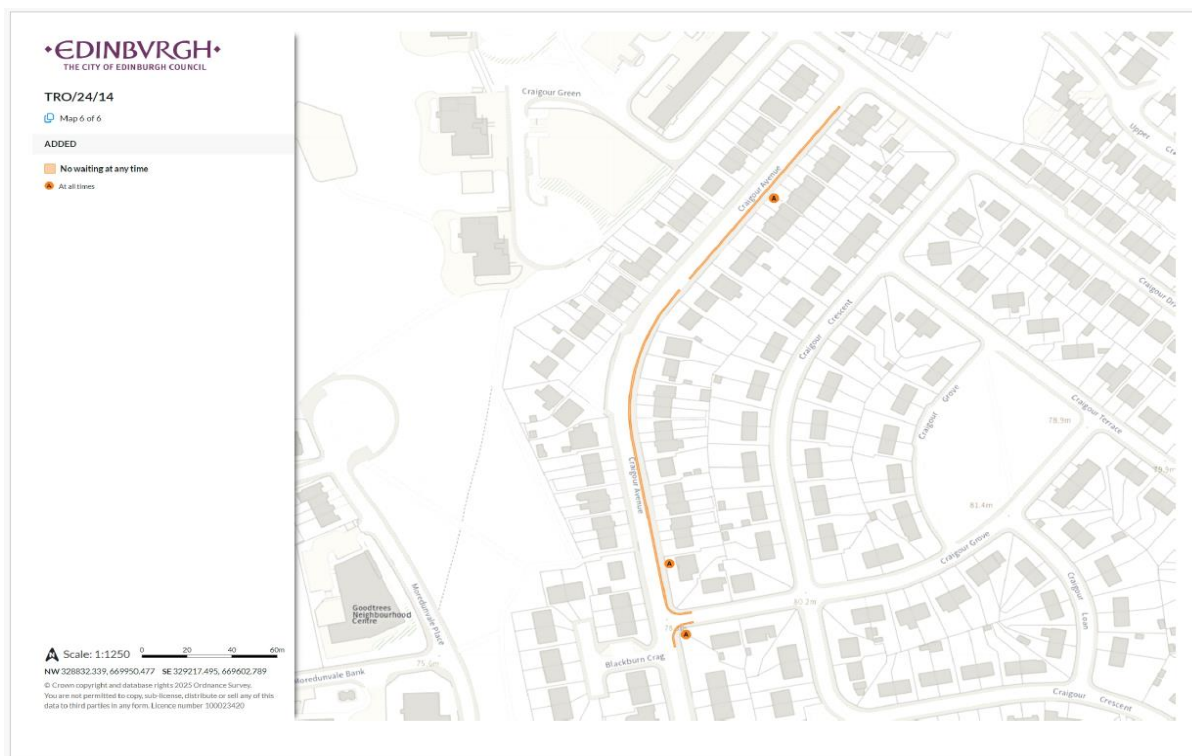 EDINBVRGH
THE CITY OF EDINBURGH COUNCIL
TRO/24/14
Map 6 of 6
ADDED
No waiting at any time
A At all times
Craigour Green
Craigour Avenue
A
Upper
Craigour Crescent
Craigour Grove
Craigour Terrace
78.9m
81.4m
Craigour Avenue
A
Craigour Grove
80.2m
A
Craigour Loan
Blackburn Crag
Goodtrees
Neighbourhood
Centre
Moredunvale Place
Moredunvale Bank
Craigour Crescent
Scale: 1:1250
0 20 40 60m
NW 328832.339, 669950.477 SE 329217.495, 669602.789
© Crown copyright and database rights 2025 Ordnance Survey.
You are not permitted to copy, sub-license, distribute or sell any of this
data to third parties in any form. Licence number 100023420